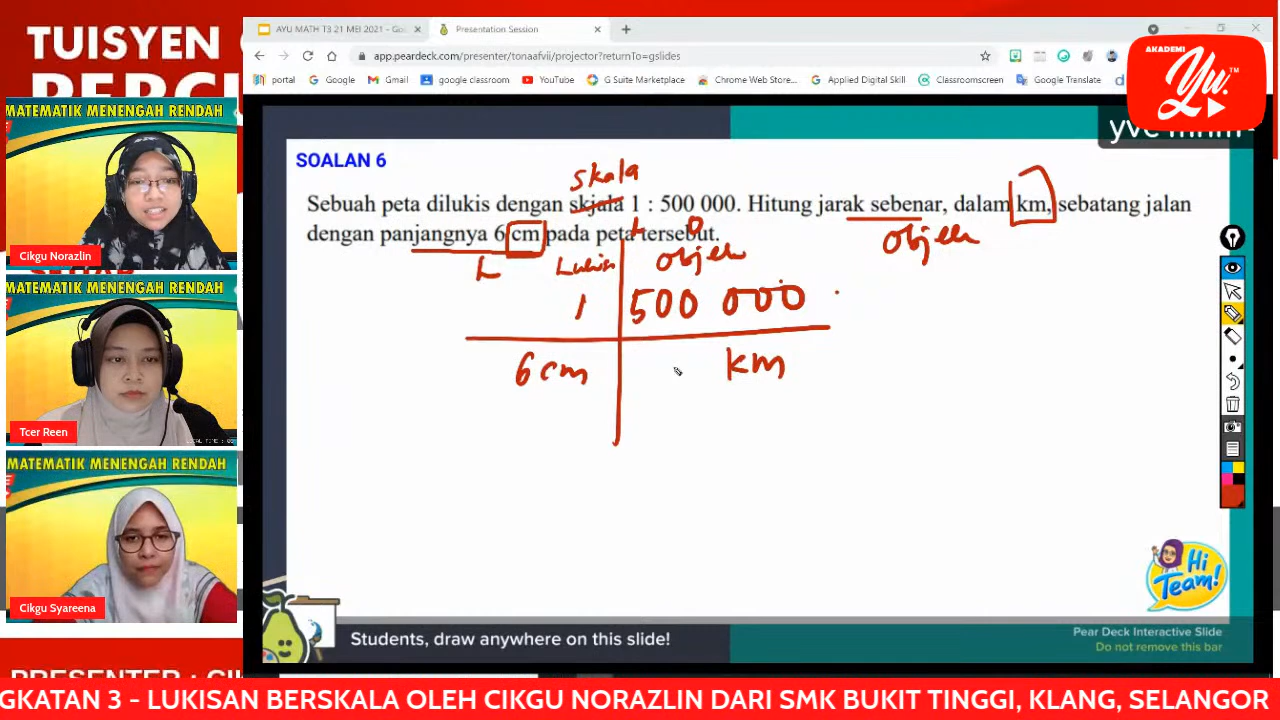 TUISYEN
AYU MATH T3 21 MEI 2021 - Go
Presentation Session
app.peardeck.com/presenter/tonaafvii/projector?returnTo=gslides
portal
Google
Gmail
google classroom
YouTube
G Suite Marketplace
Chrome Web Store...
Applied Digital Skill
Classroomscreen
Google Translate
AKADEMI
Yu.
TM
MATEMATIK MENENGAH RENDAH
Cikgu Norazlin
MATEMATIK MENENGAH RENDAH
Tcer Reen
MATEMATIK MENENGAH RENDAH
Cikgu Syareena
SOALAN 6
skala
Sebuah peta dilukis dengan skjala 1 : 500 000. Hitung jarak sebenar, dalam km, sebatang jalan
dengan panjangnya 6 cm pada peta tersebut.
L O
objek
L
Lukisan objek
1 500 000
6 cm km
Hi
Team!
Students, draw anywhere on this slide!
Pear Deck Interactive Slide
Do not remove this bar
GKATAN 3 - LUKISAN BERSKALA OLEH CIKGU NORAZLIN DARI SMK BUKIT TINGGI, KLANG, SELANGOR